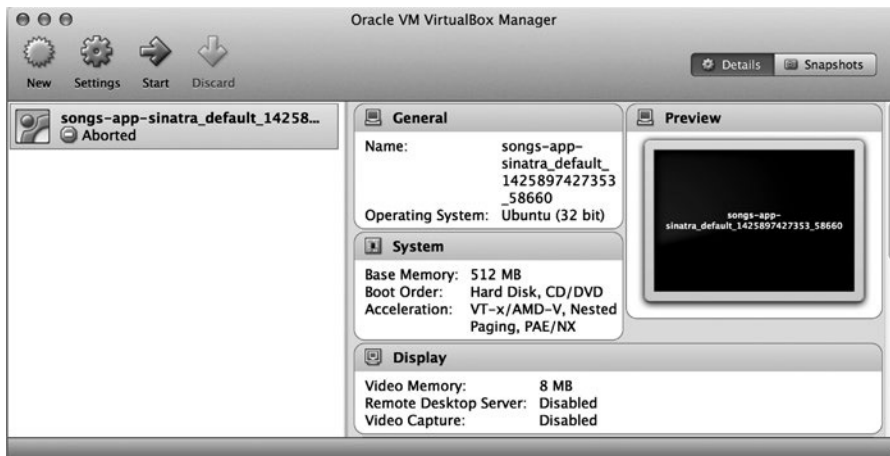 Oracle VM VirtualBox Manager
New
Settings
Start
Discard
Details
Snapshots
songs-app-sinatra_default_14258...
Aborted
General
Name: songs-app-
sinatra_default_
1425897427353
_58660
Operating System: Ubuntu (32 bit)
System
Base Memory: 512 MB
Boot Order: Hard Disk, CD/DVD
Acceleration: VT-x/AMD-V, Nested
Paging, PAE/NX
Display
Video Memory: 8 MB
Remote Desktop Server: Disabled
Video Capture: Disabled
Preview
songs-app-
sinatra_default_1425897427353_58660